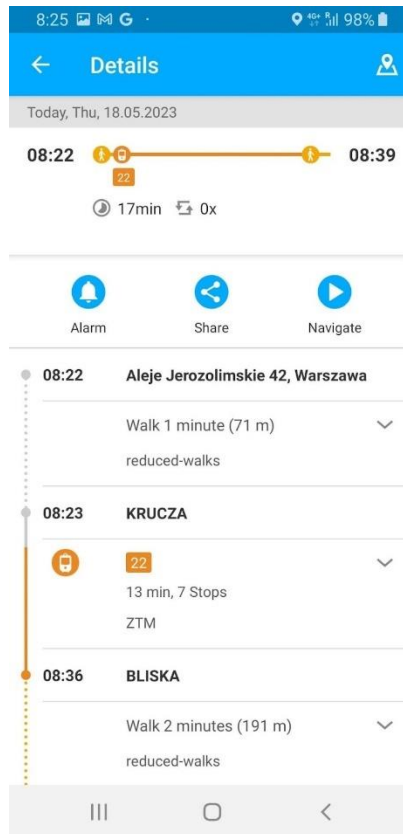 8:25 G ·
4G+ R 98%
Details
Today, Thu, 18.05.2023
08:22 08:39
22
17min 0x
Alarm Share Navigate
08:22 Aleje Jerozolimskie 42, Warszawa
Walk 1 minute (71 m)
reduced-walks
08:23 KRUCZA
22
13 min, 7 Stops
ZTM
08:36 BLISKA
Walk 2 minutes (191 m)
reduced-walks